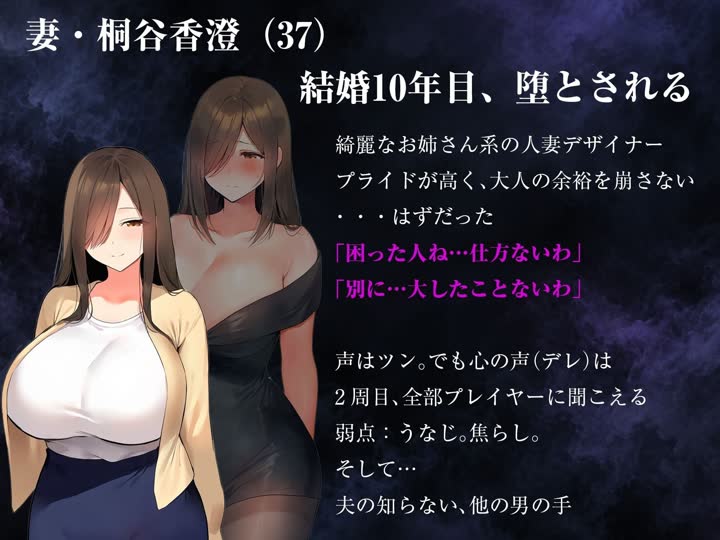 妻・桐谷香澄（37）
結婚10年目、堕とされる
綺麗なお姉さん系の人妻デザイナー
プライドが高く、大人の余裕を崩さない
・・・はずだった
「困った人ね…仕方ないわ」
「別に…大したことないわ」
声はツン。でも心の声（デレ）は
２周目、全部プレイヤーに聞こえる
弱点：うなじ。焦らし。
そして…
夫の知らない、他の男の手